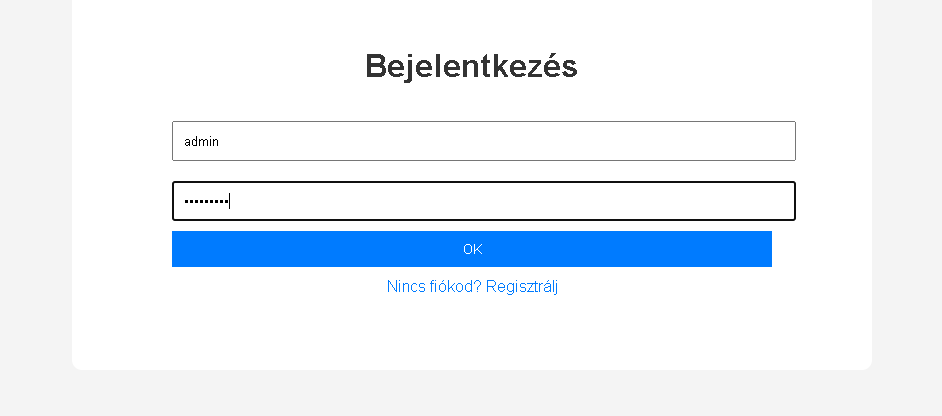 Bejelentkezés
admin
•••••••••
OK
Nincs fiókod? Regisztrálj